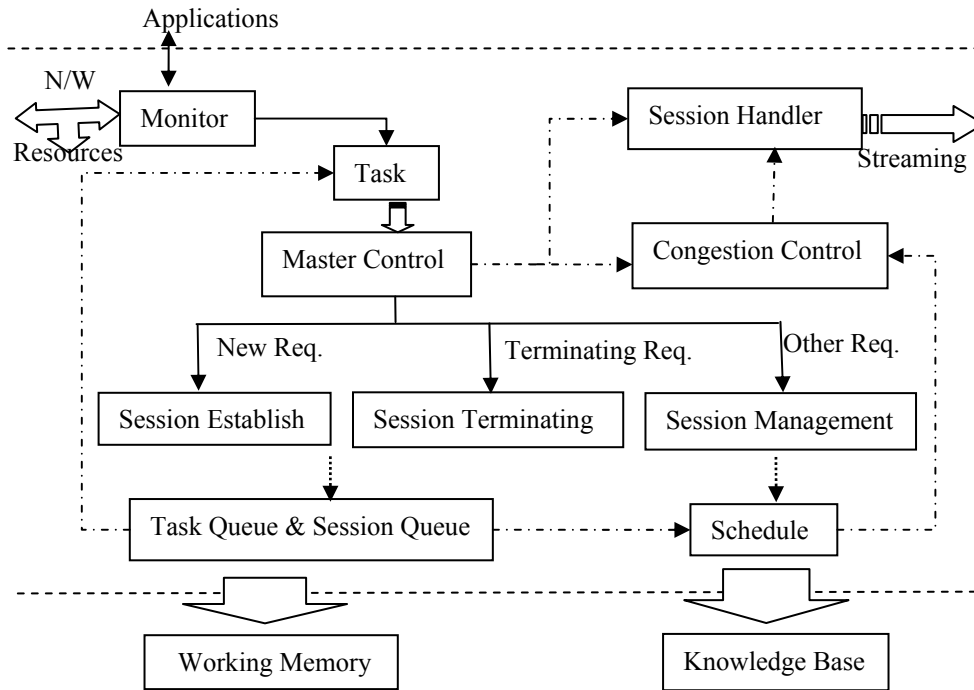 Applications
N/W
Monitor
Session Handler
Resources
Streaming
Task
Master Control
Congestion Control
New Req.
Terminating Req.
Other Req.
Session Establish
Session Terminating
Session Management
Task Queue & Session Queue
Schedule
Working Memory
Knowledge Base